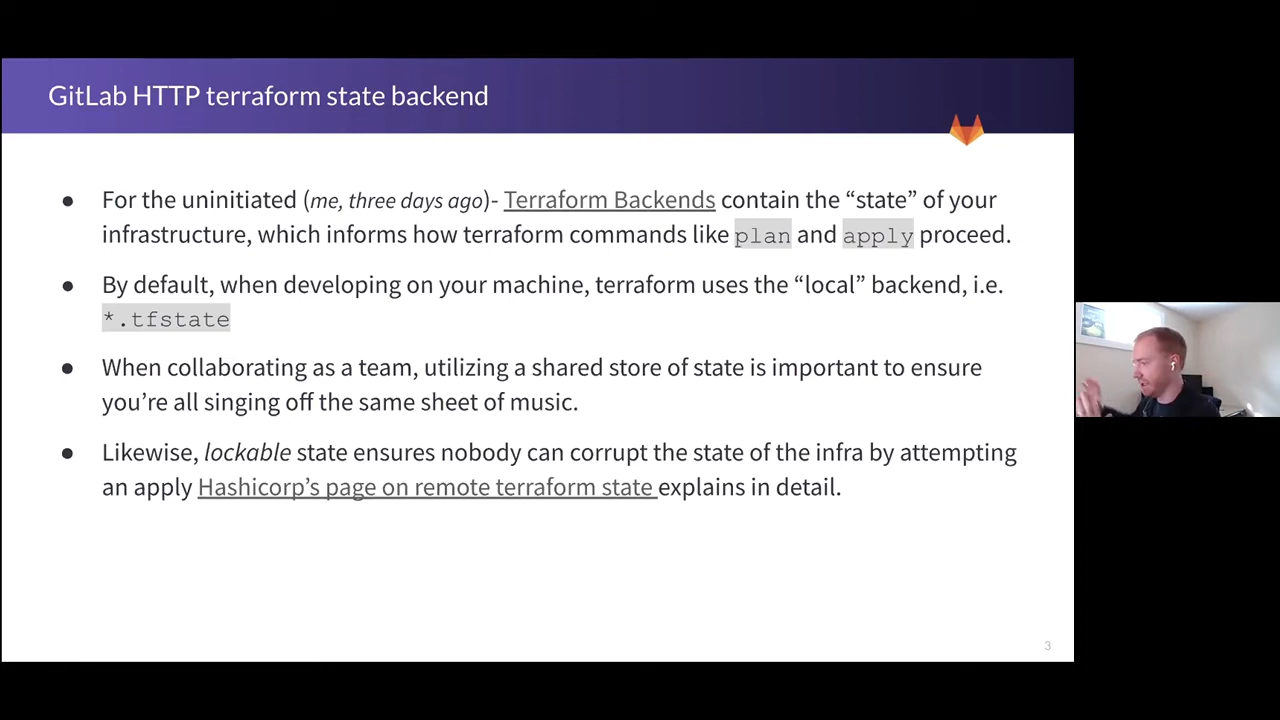 GitLab HTTP terraform state backend
● For the uninitiated (me, three days ago)- Terraform Backends contain the “state” of your
infrastructure, which informs how terraform commands like plan and apply proceed.
● By default, when developing on your machine, terraform uses the “local” backend, i.e.
*.tfstate
● When collaborating as a team, utilizing a shared store of state is important to ensure
you’re all singing off the same sheet of music.
● Likewise, lockable state ensures nobody can corrupt the state of the infra by attempting
an apply Hashicorp’s page on remote terraform state explains in detail.
3